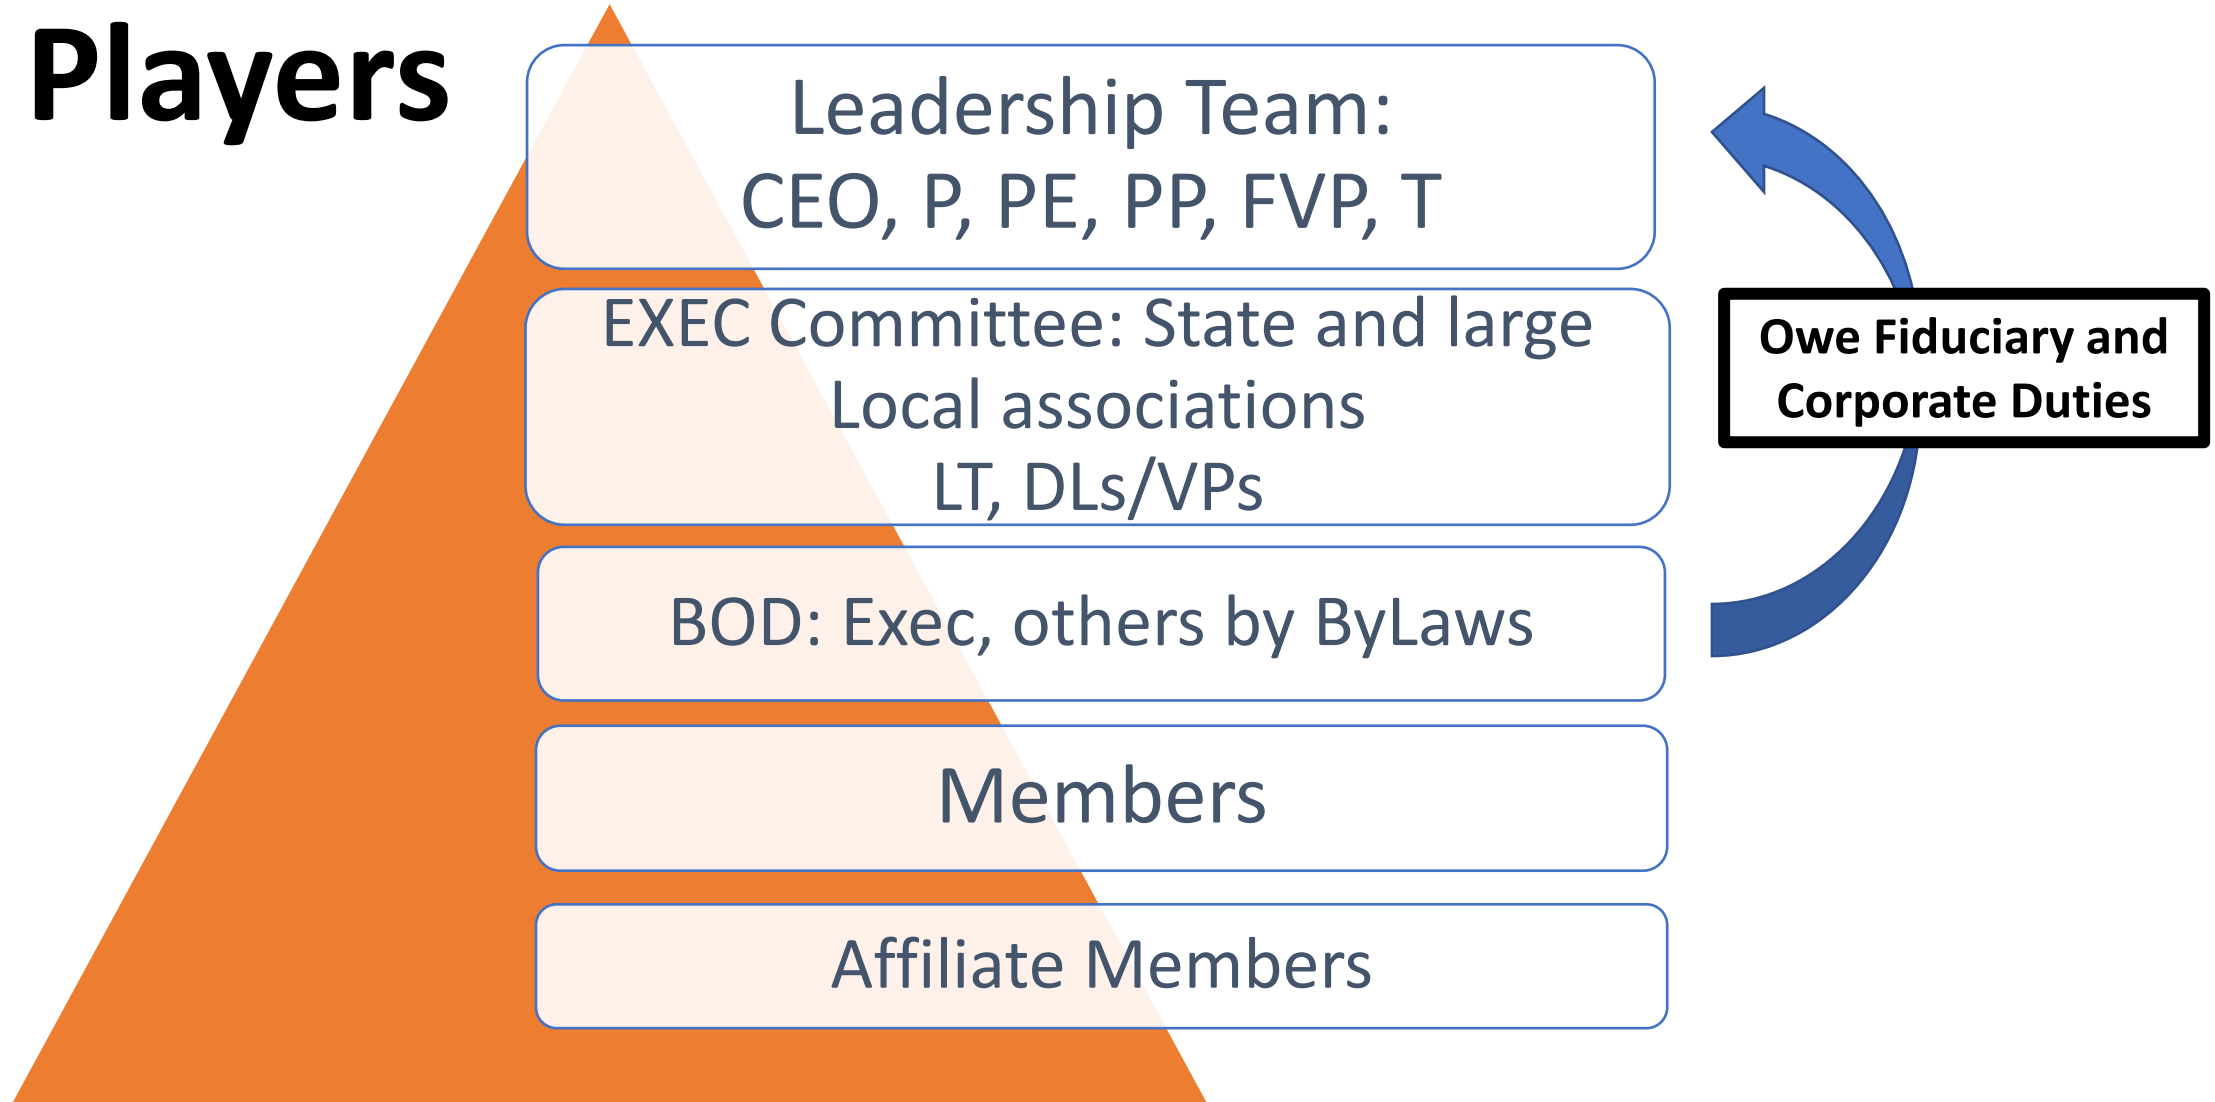 Players
Leadership Team:
CEO, P, PE, PP, FVP, T
EXEC Committee: State and large
Local associations
LT, DLs/VPs
Owe Fiduciary and
Corporate Duties
BOD: Exec, others by ByLaws
Members
Affiliate Members